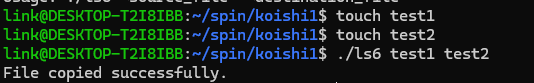 link@DESKTOP-T2I8IBB:~/spin/koishi1$ touch test1
link@DESKTOP-T2I8IBB:~/spin/koishi1$ touch test2
link@DESKTOP-T2I8IBB:~/spin/koishi1$ ./ls6 test1 test2
File copied successfully.